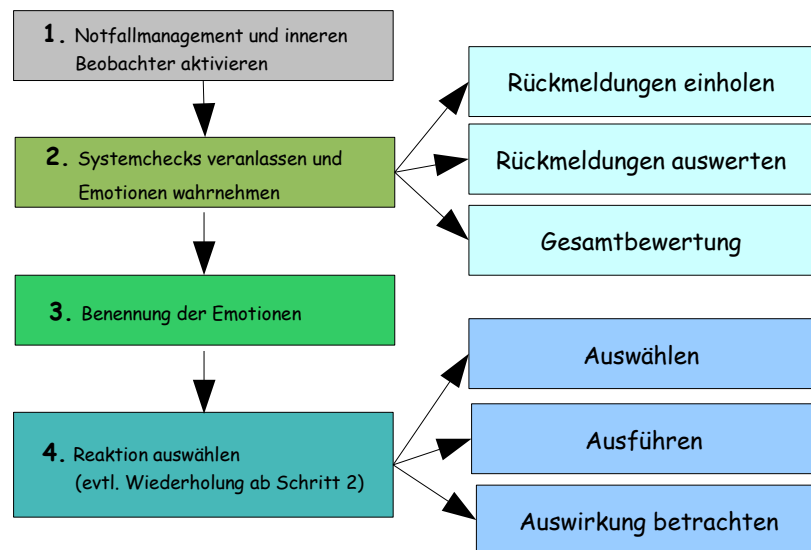 1. Notfallmanagement und inneren
Beobachter aktivieren
2. Systemchecks veranlassen und
Emotionen wahrnehmen
Rückmeldungen einholen
Rückmeldungen auswerten
Gesamtbewertung
3. Benennung der Emotionen
4. Reaktion auswählen
(evtl. Wiederholung ab Schritt 2)
Auswählen
Ausführen
Auswirkung betrachten